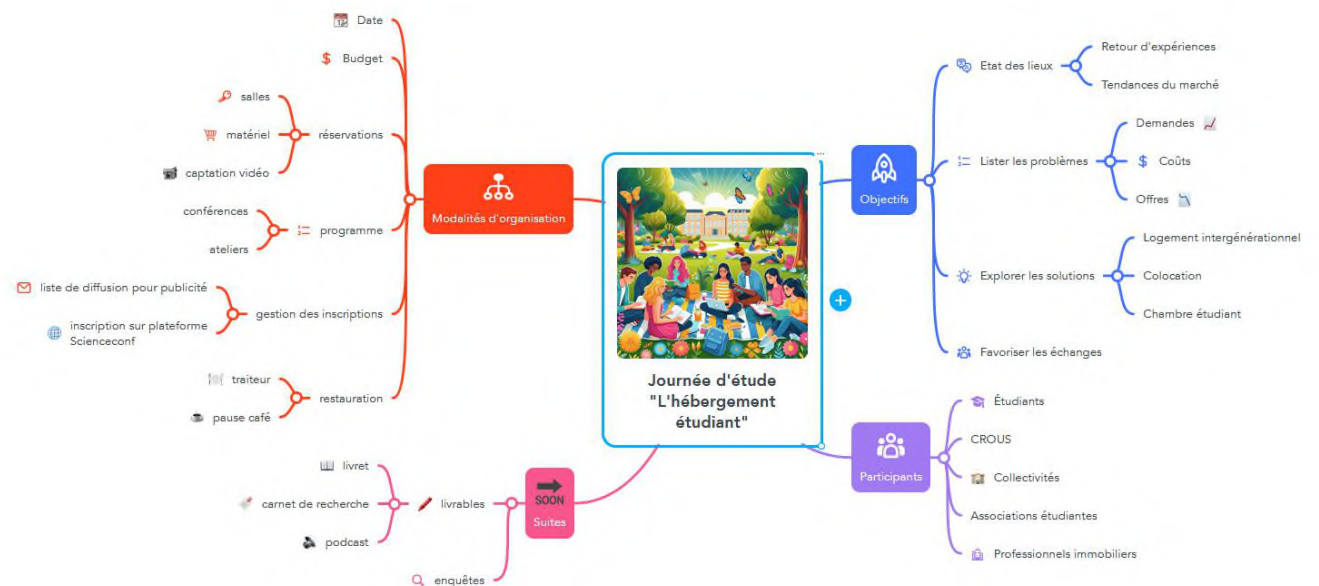 Date
Budget
salles
matériel
captation vidéo
réservations
conférences
ateliers
programme
liste de diffusion pour publicité
inscription sur plateforme
Scienceconf
gestion des inscriptions
traiteur
pause café
restauration
Modalités d'organisation
livret
carnet de recherche
podcast
livrables
enquêtes
SOON
Suites
Journée d'étude
"L'hébergement
étudiant"
Objectifs
Etat des lieux
Retour d'expériences
Tendances du marché
Lister les problèmes
Demandes
Coûts
Offres
Explorer les solutions
Logement intergénérationnel
Colocation
Chambre étudiant
Favoriser les échanges
Participants
Étudiants
CROUS
Collectivités
Associations étudiantes
Professionnels immobiliers